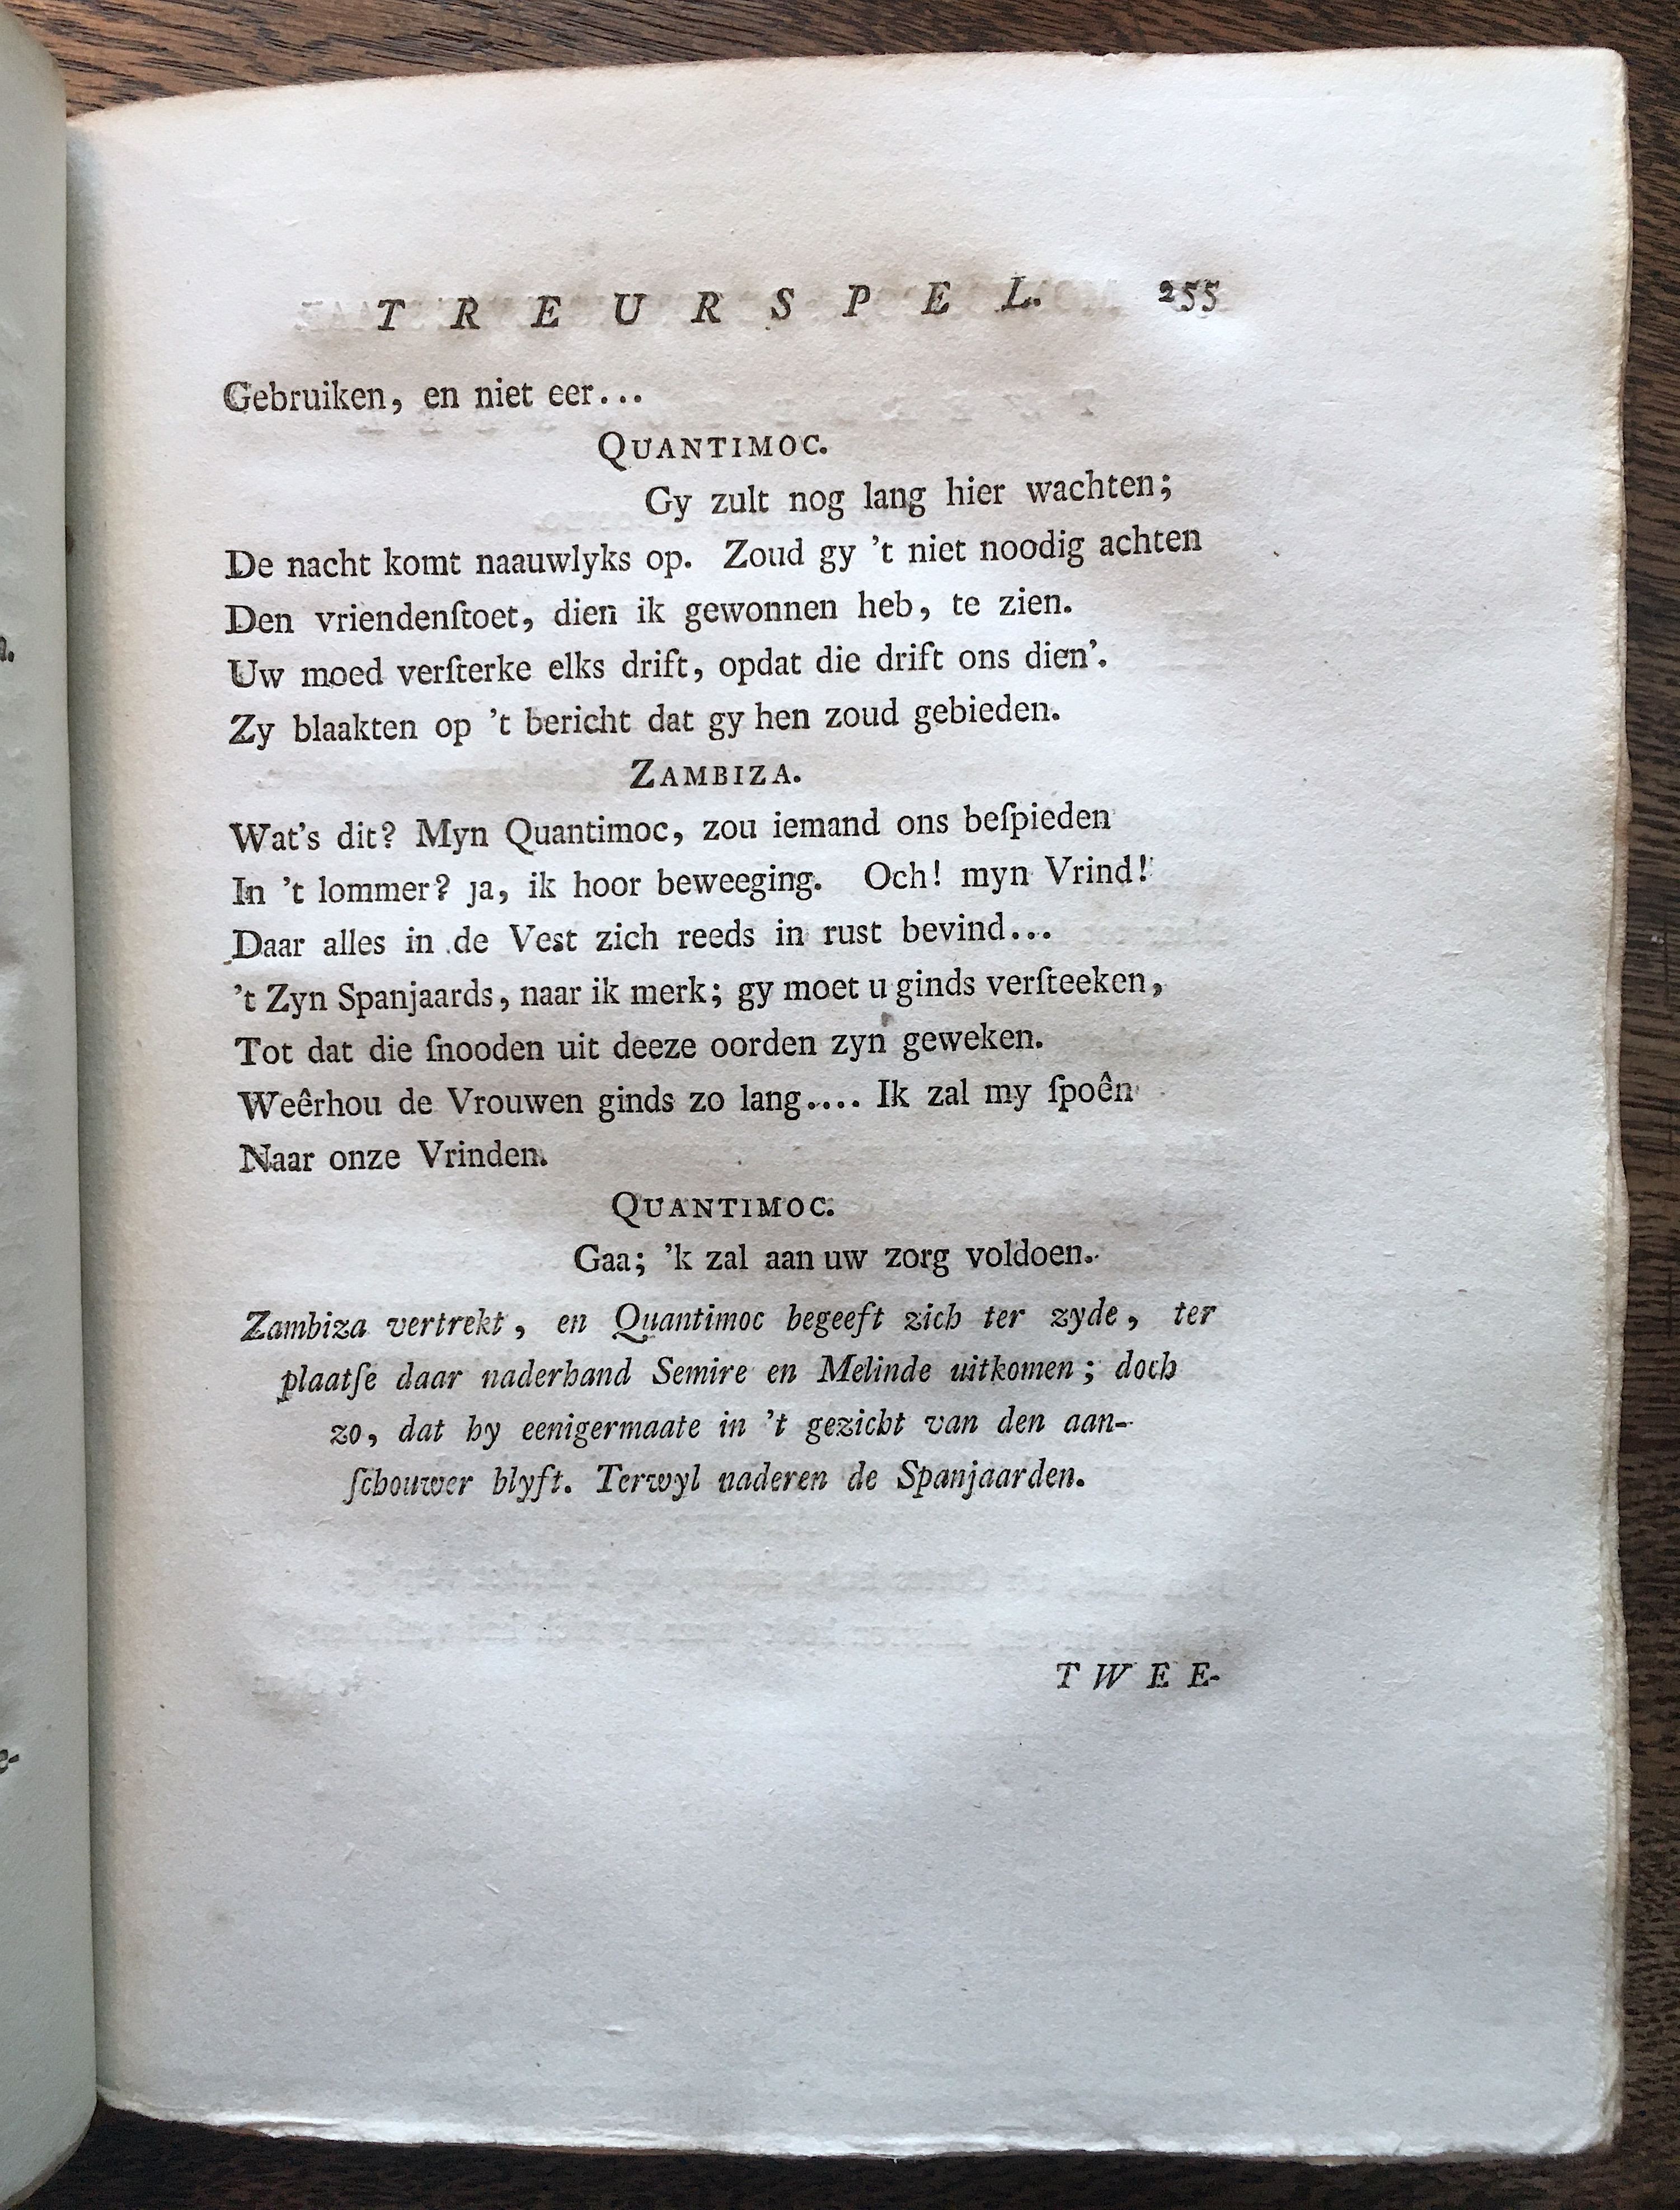 TREURSPEL. 255
Gebruiken, en niet eer...
QUANTIMOC.
Gy zult nog lang hier wachten;
De nacht komt naauwlyks op. Zoud gy 't niet noodig achten
Den vriendenſtoet, dien ik gewonnen heb, te zien.
Uw moed verſterke elks drift, opdat die drift ons dien'.
Zy blaakten op 't bericht dat gy hen zoud gebieden.
ZAMBIZA.
Wat's dit? Myn Quantimoc, zou iemand ons beſpieden
In 't lommer? ja, ik hoor beweeging. Och! myn Vrind!
Daar alles in de Vest zich reeds in rust bevind...
't Zyn Spanjaards, naar ik merk; gy moet u ginds verſteeken,
Tot dat die ſnooden uit deeze oorden zyn geweken.
Weêrhou de Vrouwen ginds zo lang.... Ik zal my ſpoên
Naar onze Vrinden.
QUANTIMOC.
Gaa; 'k zal aan uw zorg voldoen.
Zambiza vertrekt, en Quantimoc begeeft zich ter zyde, ter
plaatſe daar naderhand Semire en Melinde uitkomen; doch
zo, dat hy eenigermaate in 't gezicht van den aan-
ſchouwer blyft. Terwyl naderen de Spanjaarden.
TWEE-